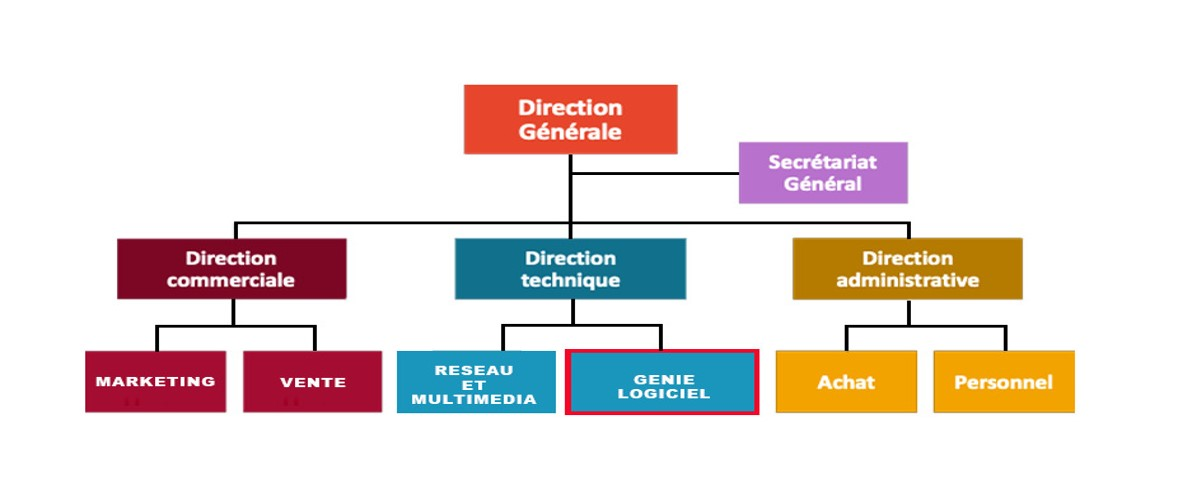 Direction
Générale
Secrétariat
Général
Direction
commerciale
Direction
technique
Direction
administrative
MARKETING
VENTE
RESEAU
ET
MULTIMEDIA
GENIE
LOGICIEL
Achat
Personnel